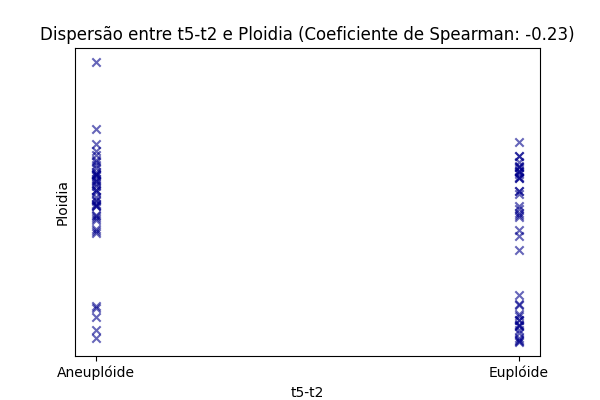 Dispersão entre t5-t2 e Ploidia (Coeficiente de Spearman: -0.23)
Ploidia
Aneuplóide
Euplóide
t5-t2